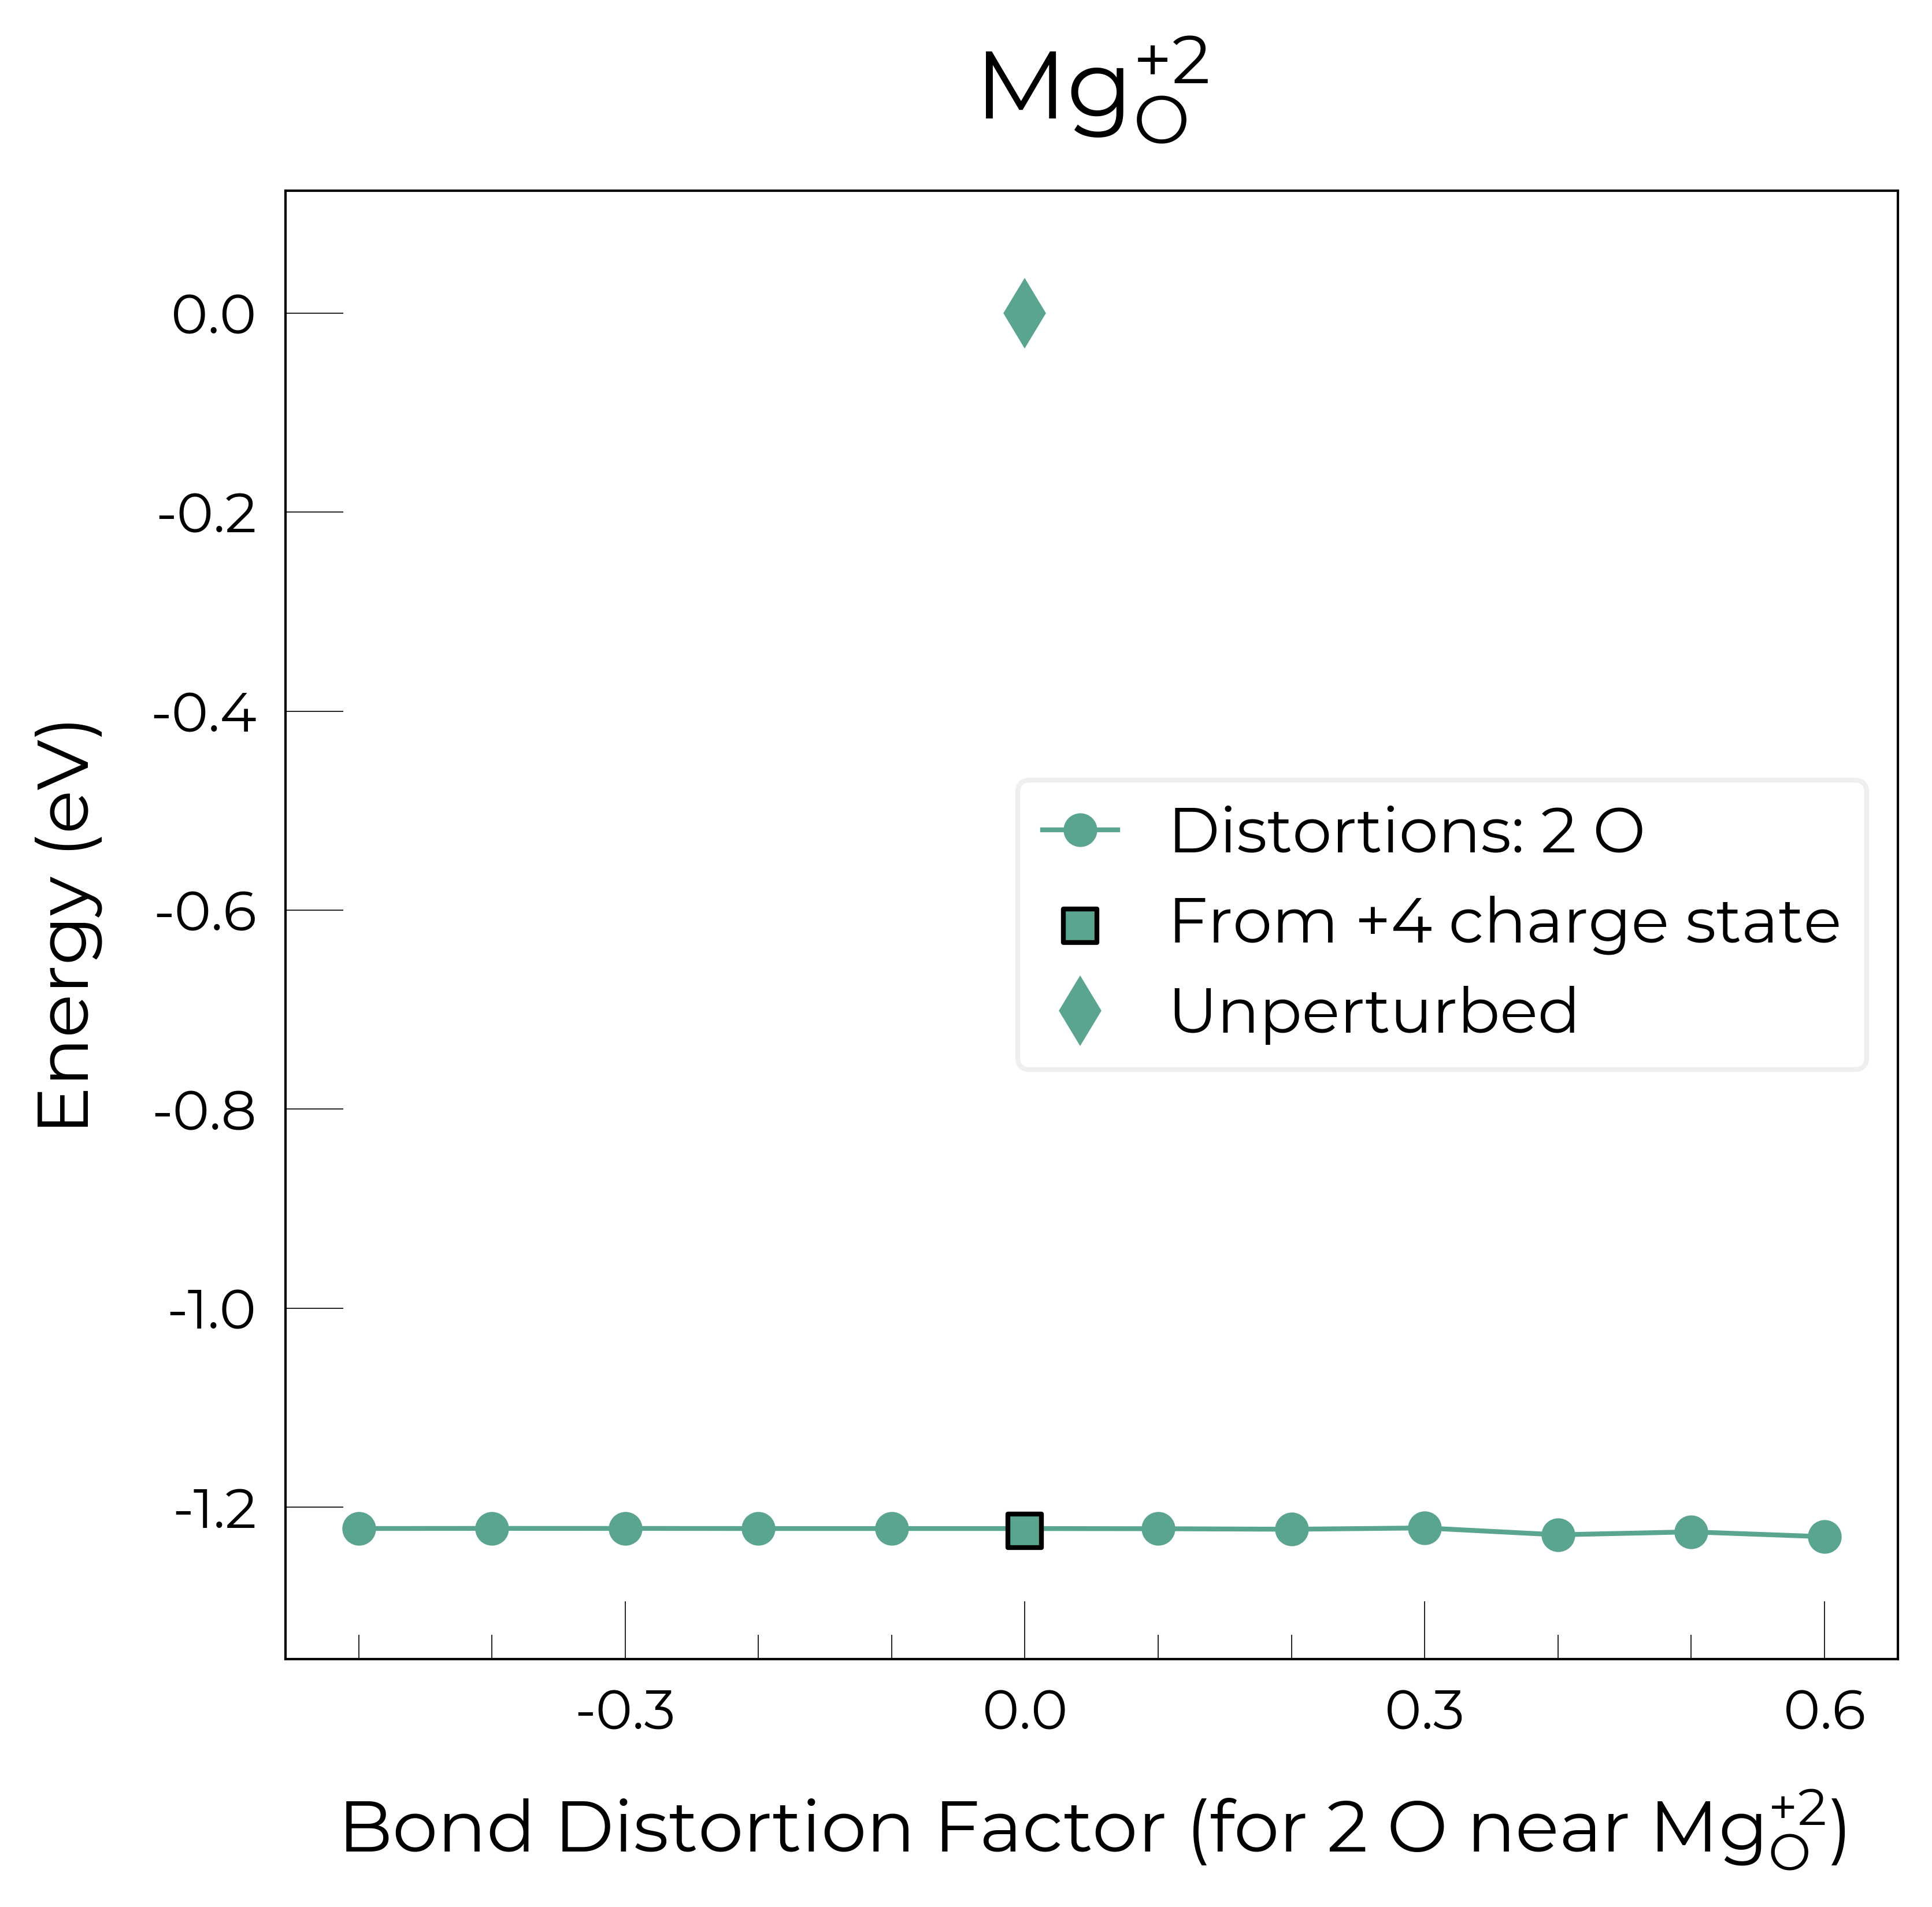 Mg+2O
Energy (eV)
0.0
-0.2
-0.4
-0.6
-0.8
-1.0
-1.2
Distortions: 2 O
From +4 charge state
Unperturbed
-0.3 0.0 0.3 0.6
Bond Distortion Factor (for 2 O near Mg+2O)